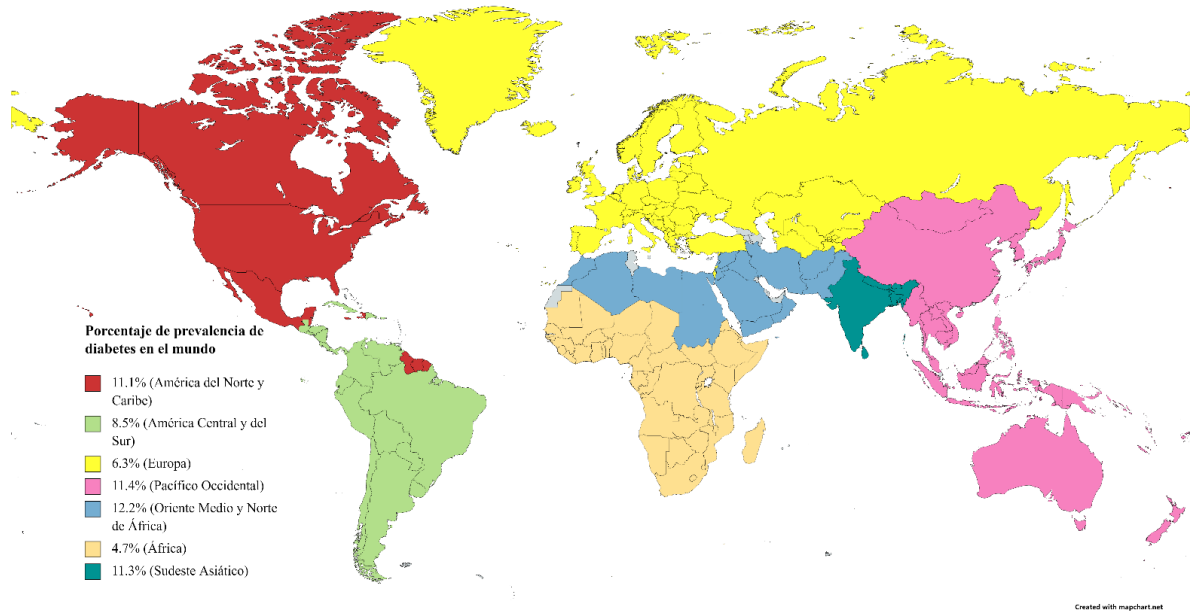 Porcentaje de prevalencia de
diabetes en el mundo
11.1% (América del Norte y
Caribe)
8.5% (América Central y del
Sur)
6.3% (Europa)
11.4% (Pacífico Occidental)
12.2% (Oriente Medio y Norte
de África)
4.7% (África)
11.3% (Sudeste Asiático)
Created with mapchart.net